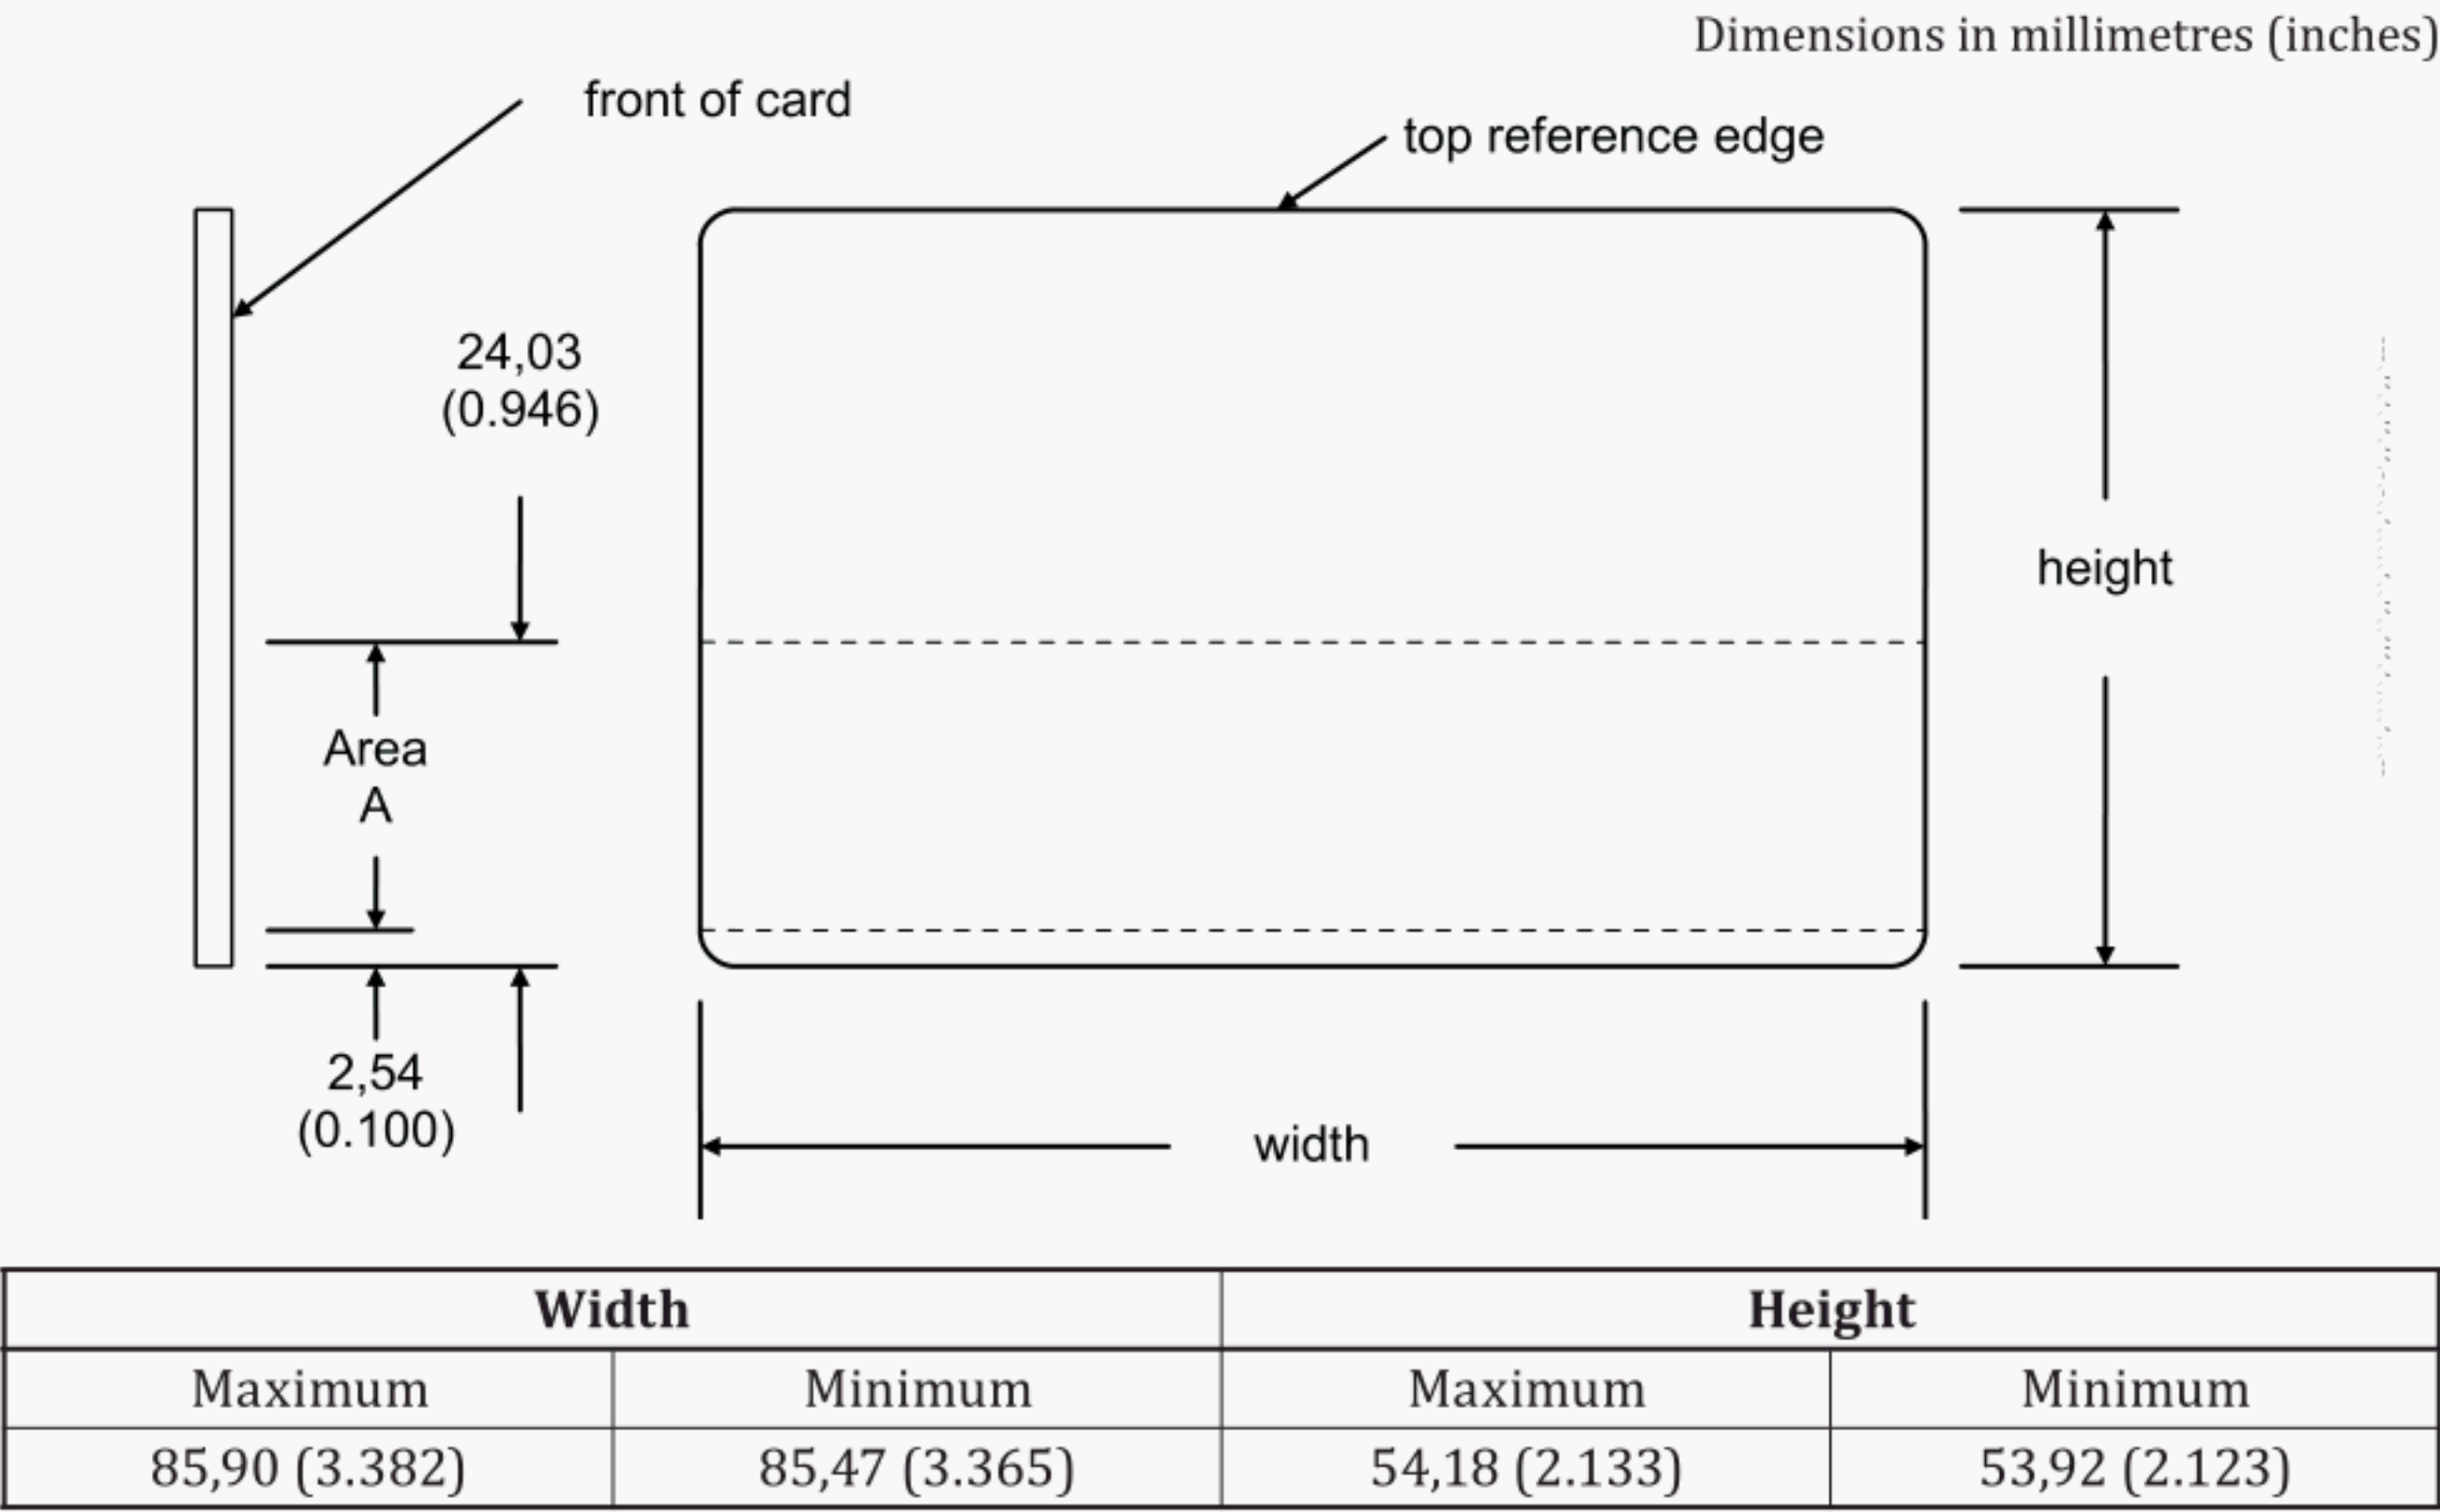 Dimensions in millimetres (inches)
front of card
top reference edge
24,03
(0.946)
height
Area
A
2,54
(0.100)
width
Width Height
Maximum Minimum Maximum Minimum
85,90 (3.382) 85,47 (3.365) 54,18 (2.133) 53,92 (2.123)